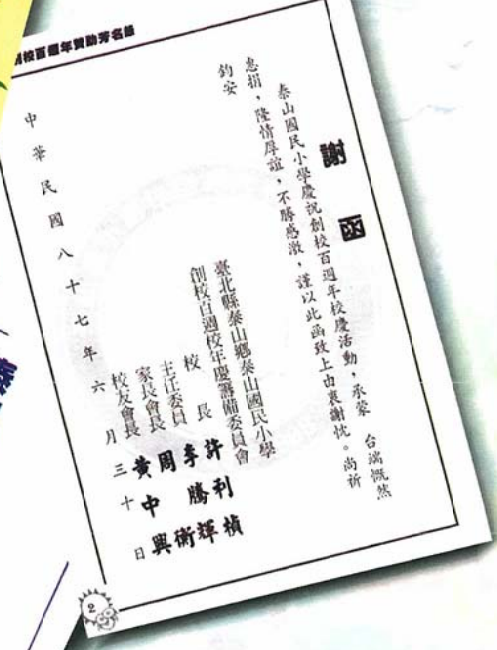 創校百週年贊助芳名錄
謝函
泰山國民小學慶祝創校百週年校慶活動,承蒙 台端慨然
惠捐,隆情厚誼,不勝感激,謹以此函致上由衷謝忱。尚祈
鈞安
臺北縣泰山鄉泰山國民小學
創校百週校年慶籌備委員會
校長 許利楨
主任委員 李勝輝
家長會長 周衛
校友會長 黃中興
中華民國八十七年六月三十日
2